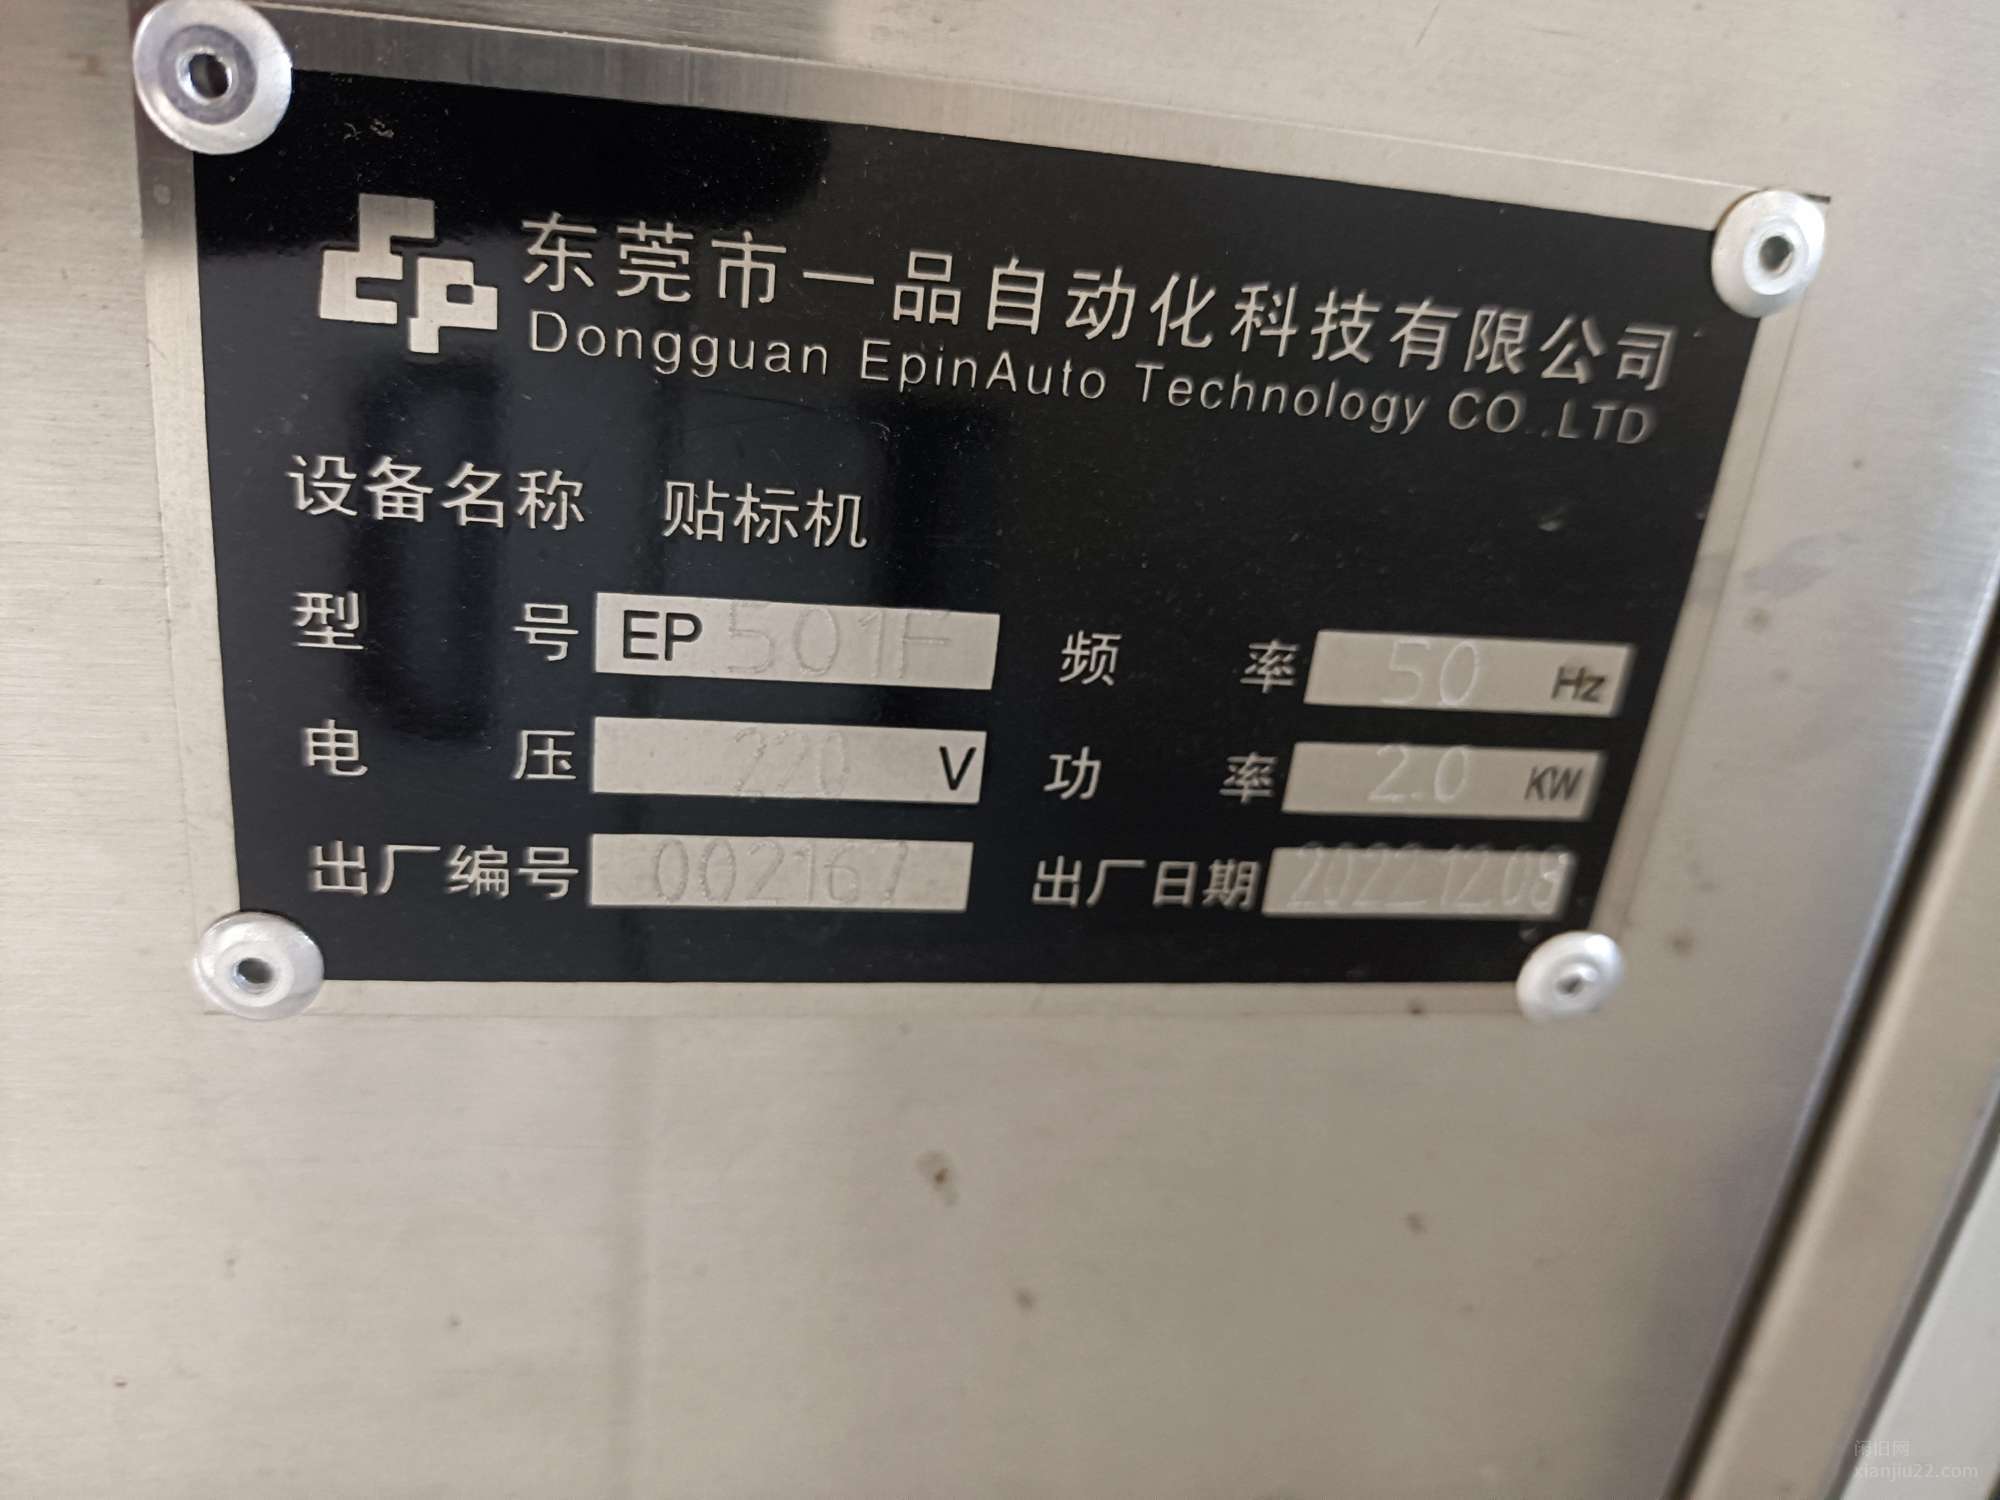 EP
东莞市一品自动化科技有限公司
Dongguan EpinAuto Technology CO.,LTD
设备名称 贴标机
型号 EP 501F 频率 50 Hz
电压 220 V 功率 2.0 KW
出厂编号 002167 出厂日期 2022.12.08
闲旧网
xianjiu22.com